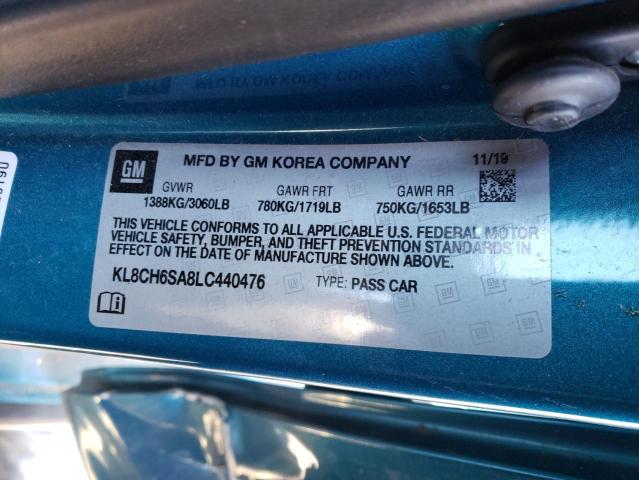 GM
MFD BY GM KOREA COMPANY 11/19
GVWR GAWR FRT GAWR RR
1388KG/3060LB 780KG/1719LB 750KG/1653LB
THIS VEHICLE CONFORMS TO ALL APPLICABLE U.S. FEDERAL MOTOR
VEHICLE SAFETY, BUMPER, AND THEFT PREVENTION STANDARDS IN
EFFECT ON THE DATE OF MANUFACTURE SHOWN ABOVE.
KL8CH6SA8LC440476 TYPE: PASS CAR